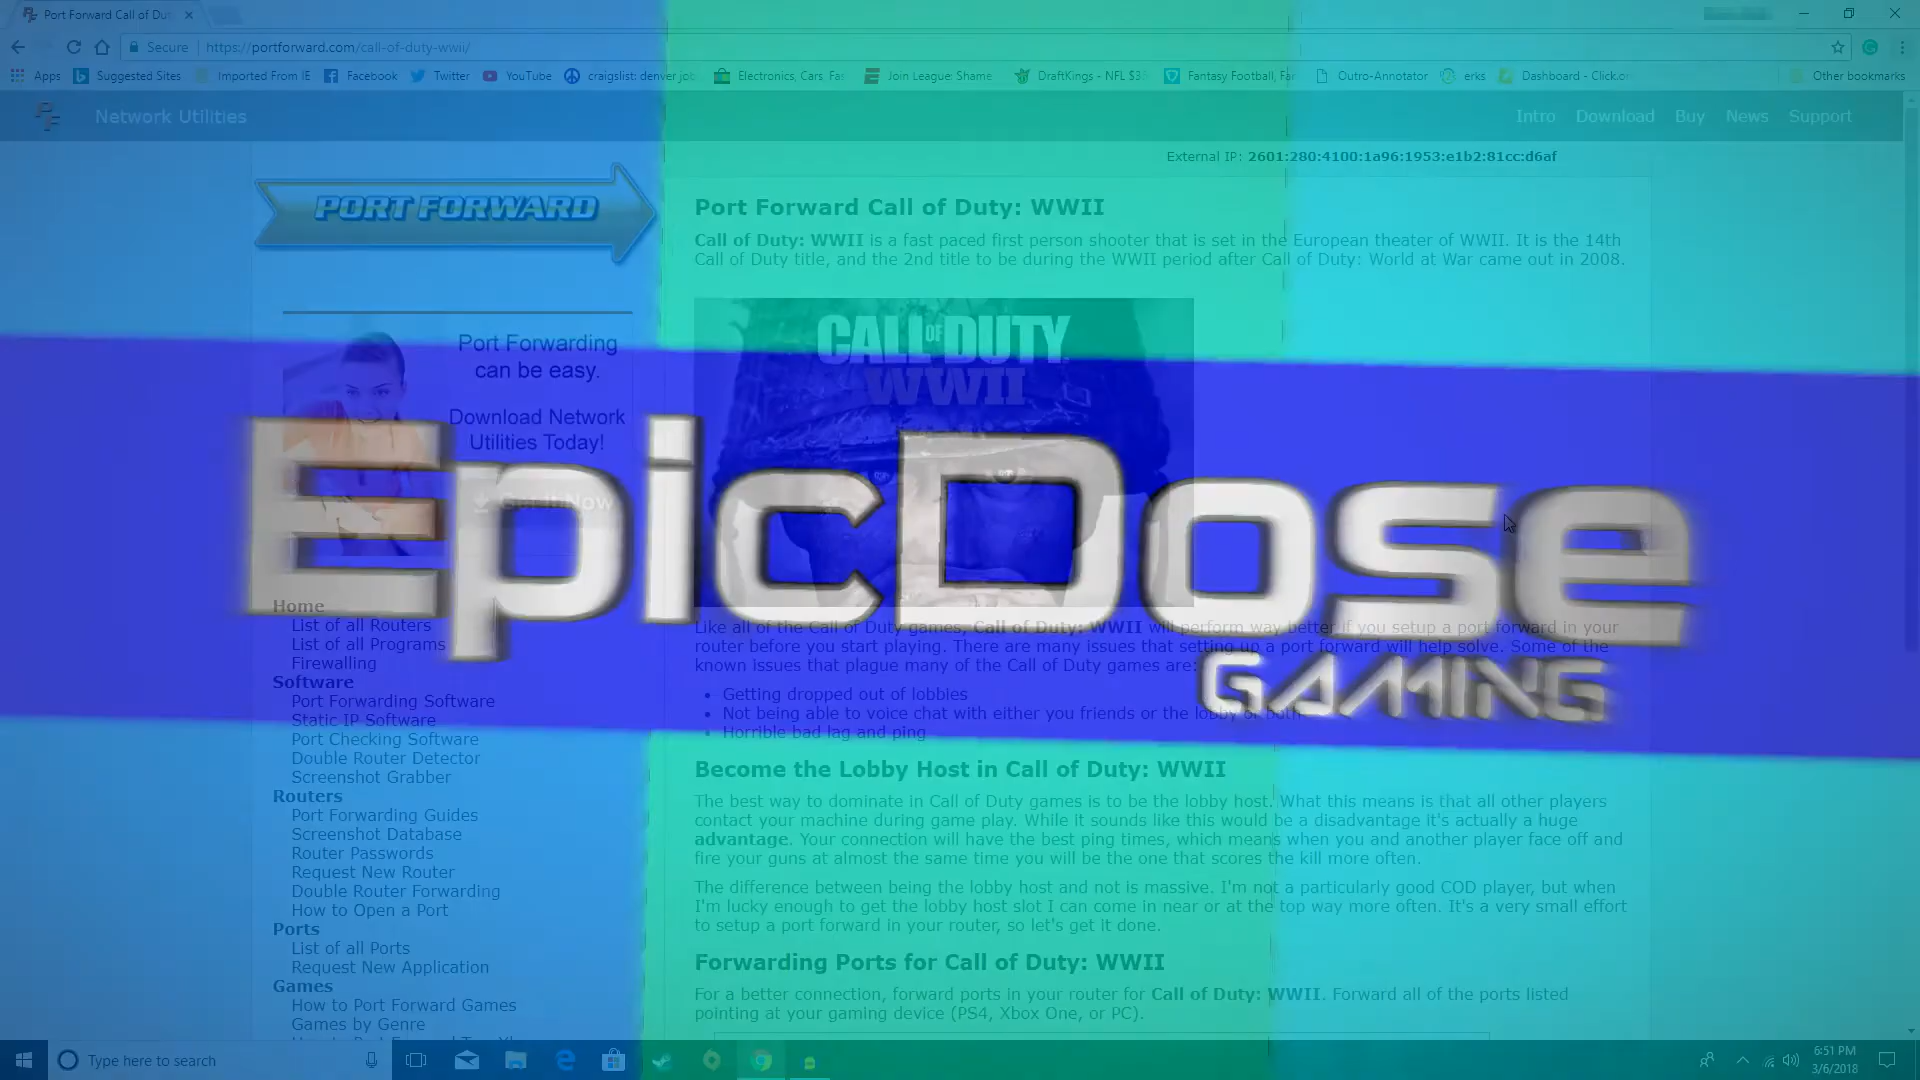 Port Forward Call of Du
Secure
https://portforward.com/call-of-duty-wwii/
Apps
Suggested Sites
Imported From IE
Facebook
Twitter
YouTube
craigslist: denver job
Electronics, Cars, Fas
Join League: Shame
DraftKings - NFL $35
Fantasy Football, Fan
Outro-Annotator
erks
Dashboard - Click.or
Other bookmarks
Network Utilities
Intro
Download
Buy
News
Support
External IP: 2601:280:4100:1a96:1953:e1b2:81cc:d6af
PORT FORWARD
Port Forwarding
can be easy.
Download Network
Utilities Today!
Get It Now
Home
List of all Routers
List of all Programs
Firewalling
Software
Port Forwarding Software
Static IP Software
Port Checking Software
Double Router Detector
Screenshot Grabber
Routers
Port Forwarding Guides
Screenshot Database
Router Passwords
Request New Router
Double Router Forwarding
How to Open a Port
Ports
List of all Ports
Request New Application
Games
How to Port Forward Games
Games by Genre
Port Forward Call of Duty: WWII
Call of Duty: WWII is a fast paced first person shooter that is set in the European theater of WWII. It is the 14th
Call of Duty title, and the 2nd title to be during the WWII period after Call of Duty: World at War came out in 2008.
CALL OF DUTY
WWII
EpicDose
GAMING
Like all of the Call of Duty games, Call of Duty: WWII will perform way better if you setup a port forward in your
router before you start playing. There are many issues that setting up a port forward will help solve. Some of the
known issues that plague many of the Call of Duty games are:
Getting dropped out of lobbies
Not being able to voice chat with either you friends or the lobby or both
Horrible bad lag and ping
Become the Lobby Host in Call of Duty: WWII
The best way to dominate in Call of Duty games is to be the lobby host. What this means is that all other players
contact your machine during game play. While it sounds like this would be a disadvantage it's actually a huge
advantage. Your connection will have the best ping times, which means when you and another player face off and
fire your guns at almost the same time you will be the one that scores the kill more often.
The difference between being the lobby host and not is massive. I'm not a particularly good COD player, but when
I'm lucky enough to get the lobby host slot I can come in near or at the top way more often. It's a very small effort
to setup a port forward in your router, so let's get it done.
Forwarding Ports for Call of Duty: WWII
For a better connection, forward ports in your router for Call of Duty: WWII. Forward all of the ports listed
pointing at your gaming device (PS4, Xbox One, or PC).
Type here to search
6:51 PM
3/6/2018